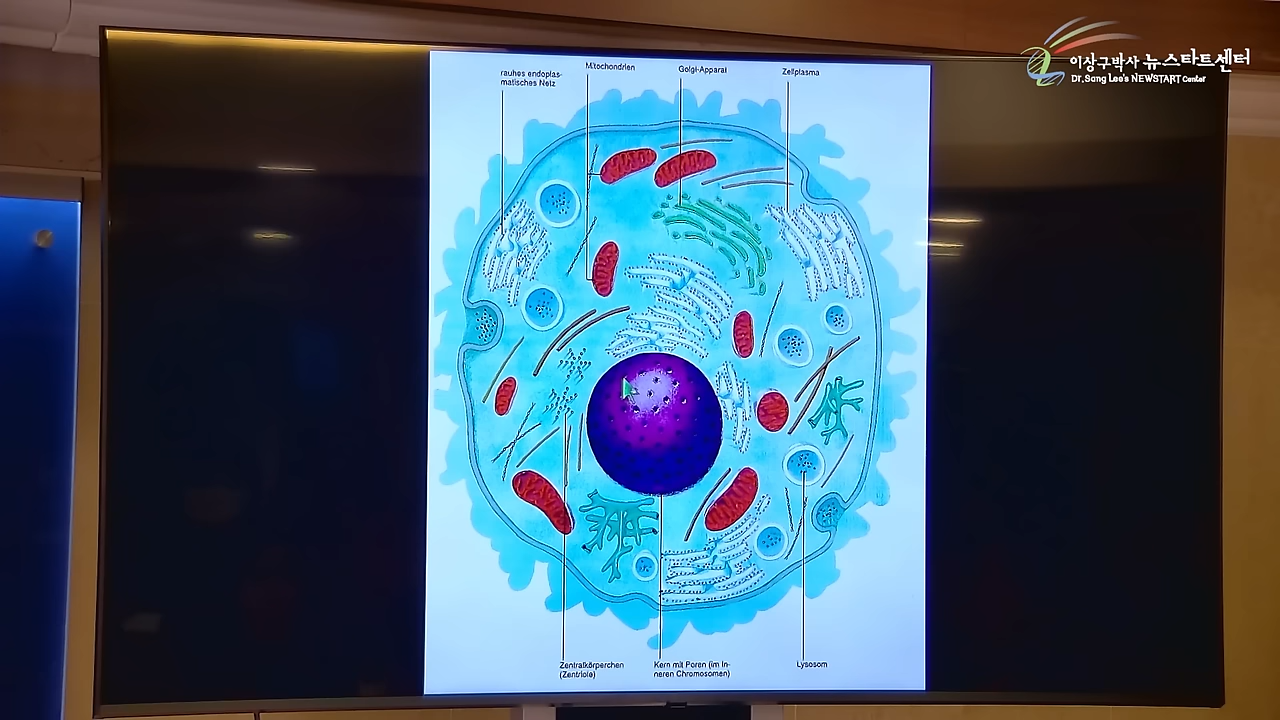 이상구박사 뉴스타트센터
Dr. Sang Lee's NEWSTART Center
rauhes endoplas-
matisches Netz
Mitochondrien
Golgi-Apparat
Zellplasma
Zentralkörperchen
(Zentriole)
Kern mit Poren (im In-
neren Chromosomen)
Lysosom